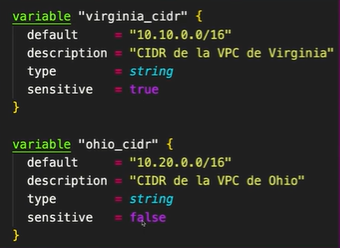 variable "virginia_cidr" {
  default     = "10.10.0.0/16"
  description = "CIDR de la VPC de Virginia"
  type        = string
  sensitive   = true
}
variable "ohio_cidr" {
  default     = "10.20.0.0/16"
  description = "CIDR de la VPC de Ohio"
  type        = string
  sensitive   = false
}